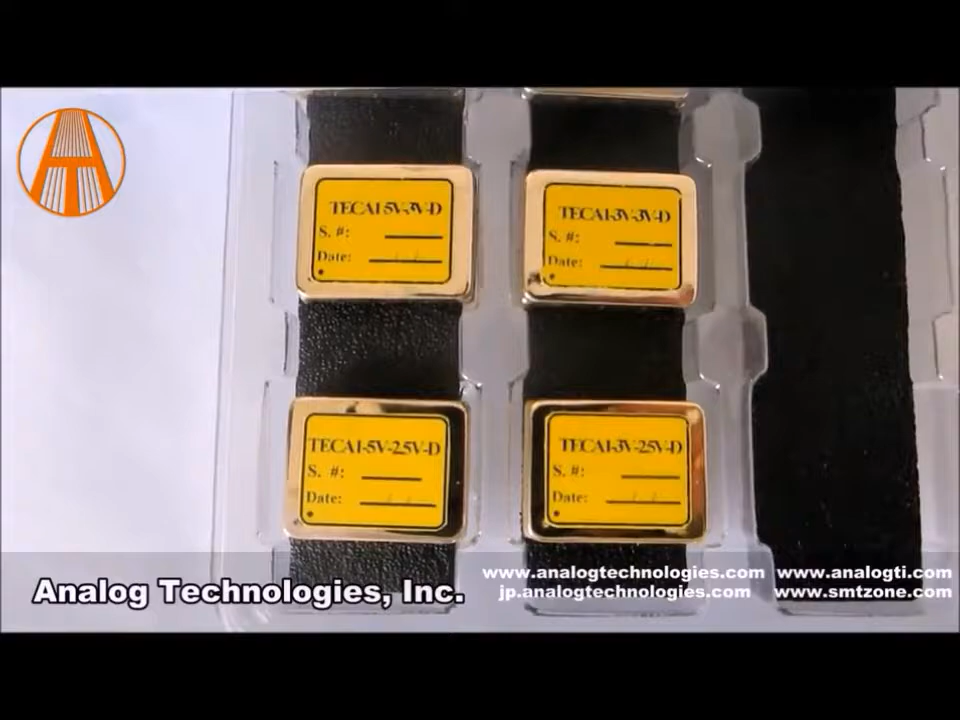 TECA1-5V-3V-D
S. #:
Date:
TECA1-3V-3V-D
S. #:
Date:
TECA1-5V-2.5V-D
S. #:
Date:
TECA1-3V-2.5V-D
S. #:
Date:
Analog Technologies, Inc.
www.analogtechnologies.com www.analogti.com
jp.analogtechnologies.com www.smtzone.com